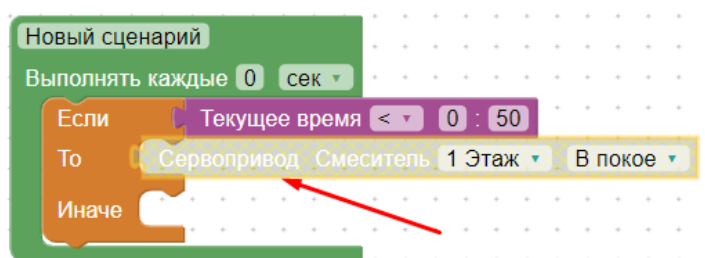 Новый сценарий
Выполнять каждые 0 сек
Если Текущее время < 0 : 50
То Сервопривод Смеситель 1 Этаж В покое
Иначе